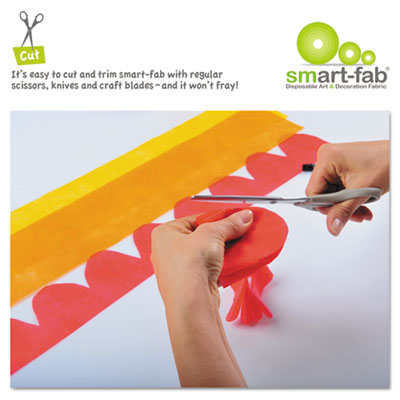 Cut
It's easy to cut and trim smart-fab with regular
scissors, knives and craft blades – and it won't fray!
smart-fab®
Disposable Art & Decoration Fabric